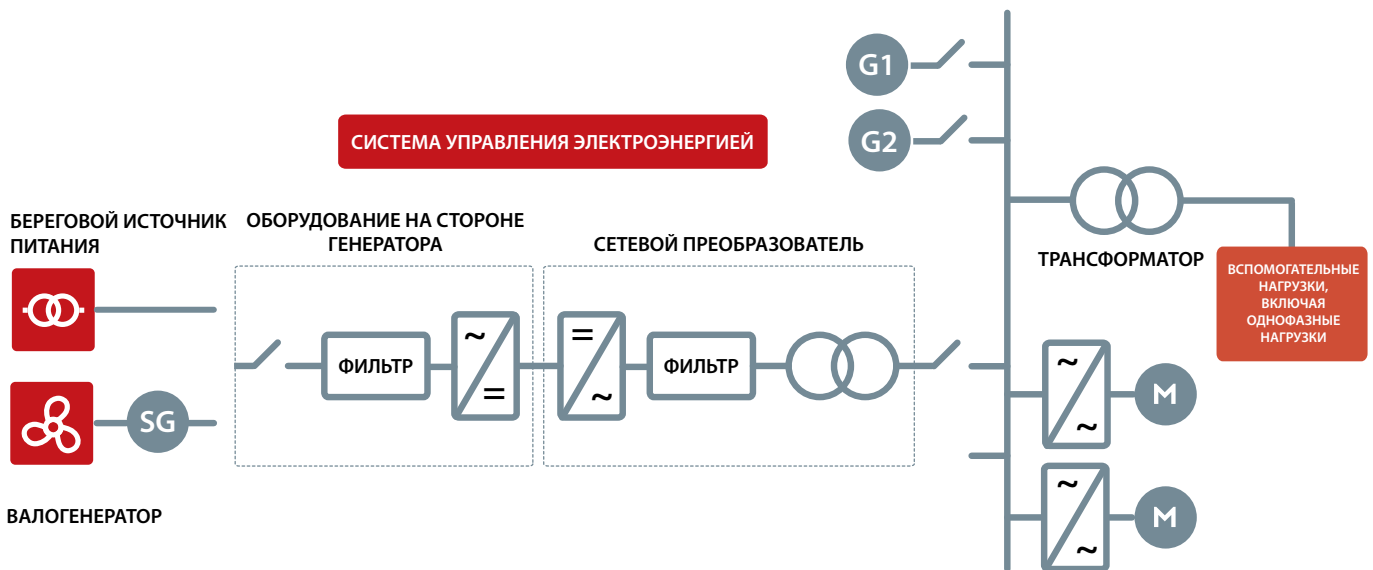 G1
СИСТЕМА УПРАВЛЕНИЯ ЭЛЕКТРОЭНЕРГИЕЙ
G2
БЕРЕГОВОЙ ИСТОЧНИК
ПИТАНИЯ
ОБОРУДОВАНИЕ НА СТОРОНЕ
ГЕНЕРАТОРА
СЕТЕВОЙ ПРЕОБРАЗОВАТЕЛЬ
ТРАНСФОРМАТОР
ВСПОМОГАТЕЛЬНЫЕ
НАГРУЗКИ,
ВКЛЮЧАЯ
ОДНОФАЗНЫЕ
НАГРУЗКИ
ФИЛЬТР
~
=
=
~
ФИЛЬТР
~
~
M
SG
ВАЛОГЕНЕРАТОР
~
~
M